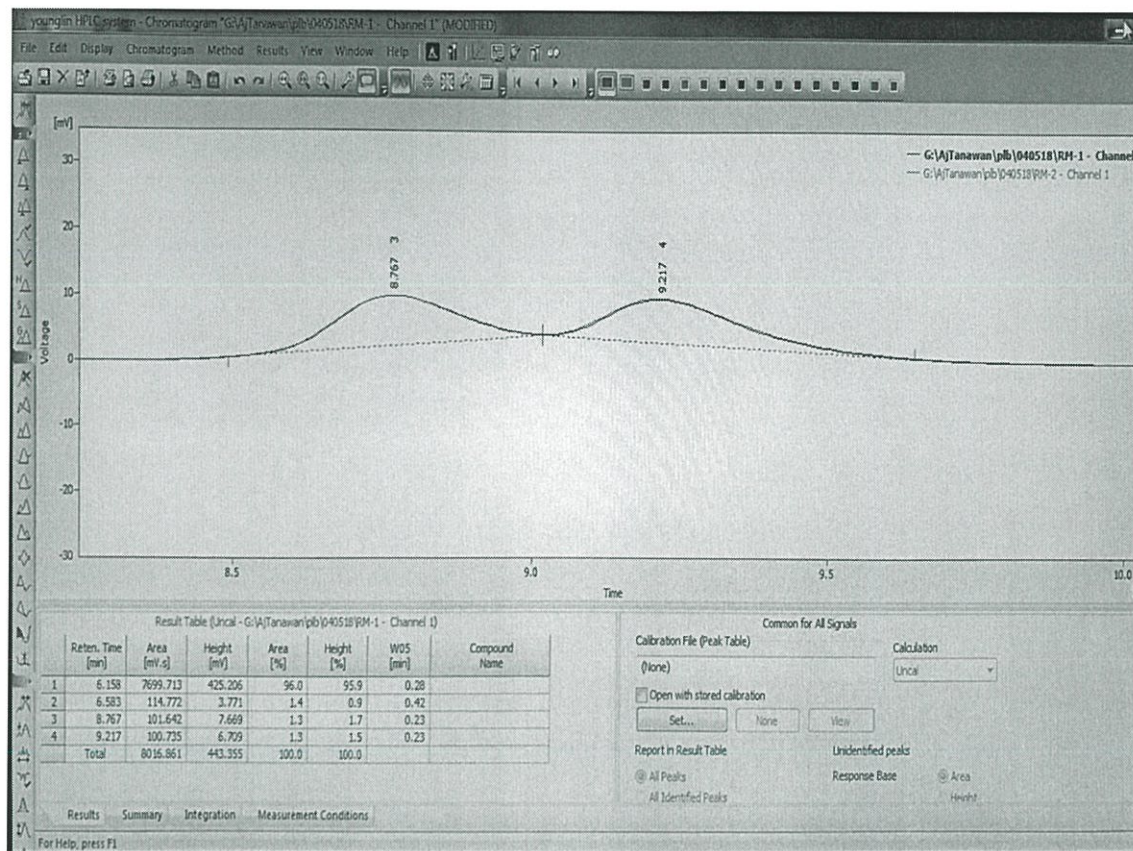 younglin HPLC system - Chromatogram "G:\AjTanawan\plb\040518\RM-1 - Channel 1" (MODIFIED)
File Edit Display Chromatogram Method Results View Window Help
[mV]
— G:\AjTanawan\plb\040518\RM-1 - Channel
— G:\AjTanawan\plb\040518\RM-2 - Channel 1
30
20
10
0
-10
-20
-30
Voltage
8.767 3
9.217 4
8.5 9.0 9.5 10.0
Time
Result Table (Uncal - G:\AjTanawan\plb\040518\RM-1 - Channel 1)
Reten. Time [min] Area [mV.s] Height [mV] Area [%] Height [%] W05 [min] Compound Name
1 6.158 7699.713 425.206 96.0 95.9 0.28
2 6.583 114.772 3.771 1.4 0.9 0.42
3 8.767 101.642 7.669 1.3 1.7 0.23
4 9.217 100.735 6.709 1.3 1.5 0.23
Total 8016.861 443.355 100.0 100.0
Common for All Signals
Calibration File (Peak Table) Calculation
(None) Uncal
Open with stored calibration
Set... None View
Report in Result Table Unidentified peaks
All Peaks Response Base Area
All Identified Peaks Height
Results Summary Integration Measurement Conditions
For Help, press F1